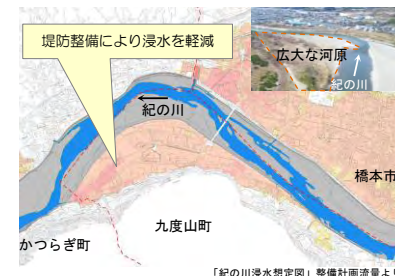 堤防整備により浸水を軽減
広大な河原
紀の川
紀の川
橋本市
九度山町
かつらぎ町
「紀の川浸水想定図」整備計画流量より